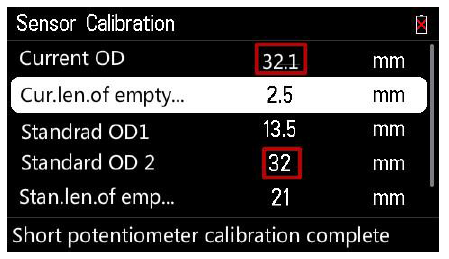 Sensor Calibration
Current OD 32.1 mm
Cur.len.of empty... 2.5 mm
Standrad OD1 13.5 mm
Standard OD 2 32 mm
Stan.len.of emp... 21 mm
Short potentiometer calibration complete